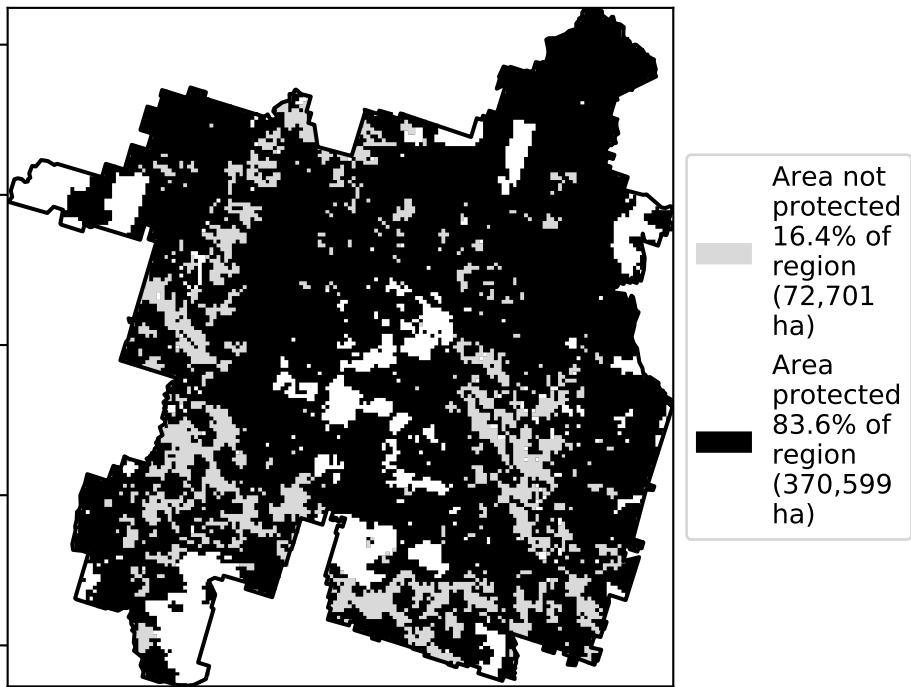 Area not
protected
16.4% of
region
(72,701
ha)
Area
protected
83.6% of
region
(370,599
ha)